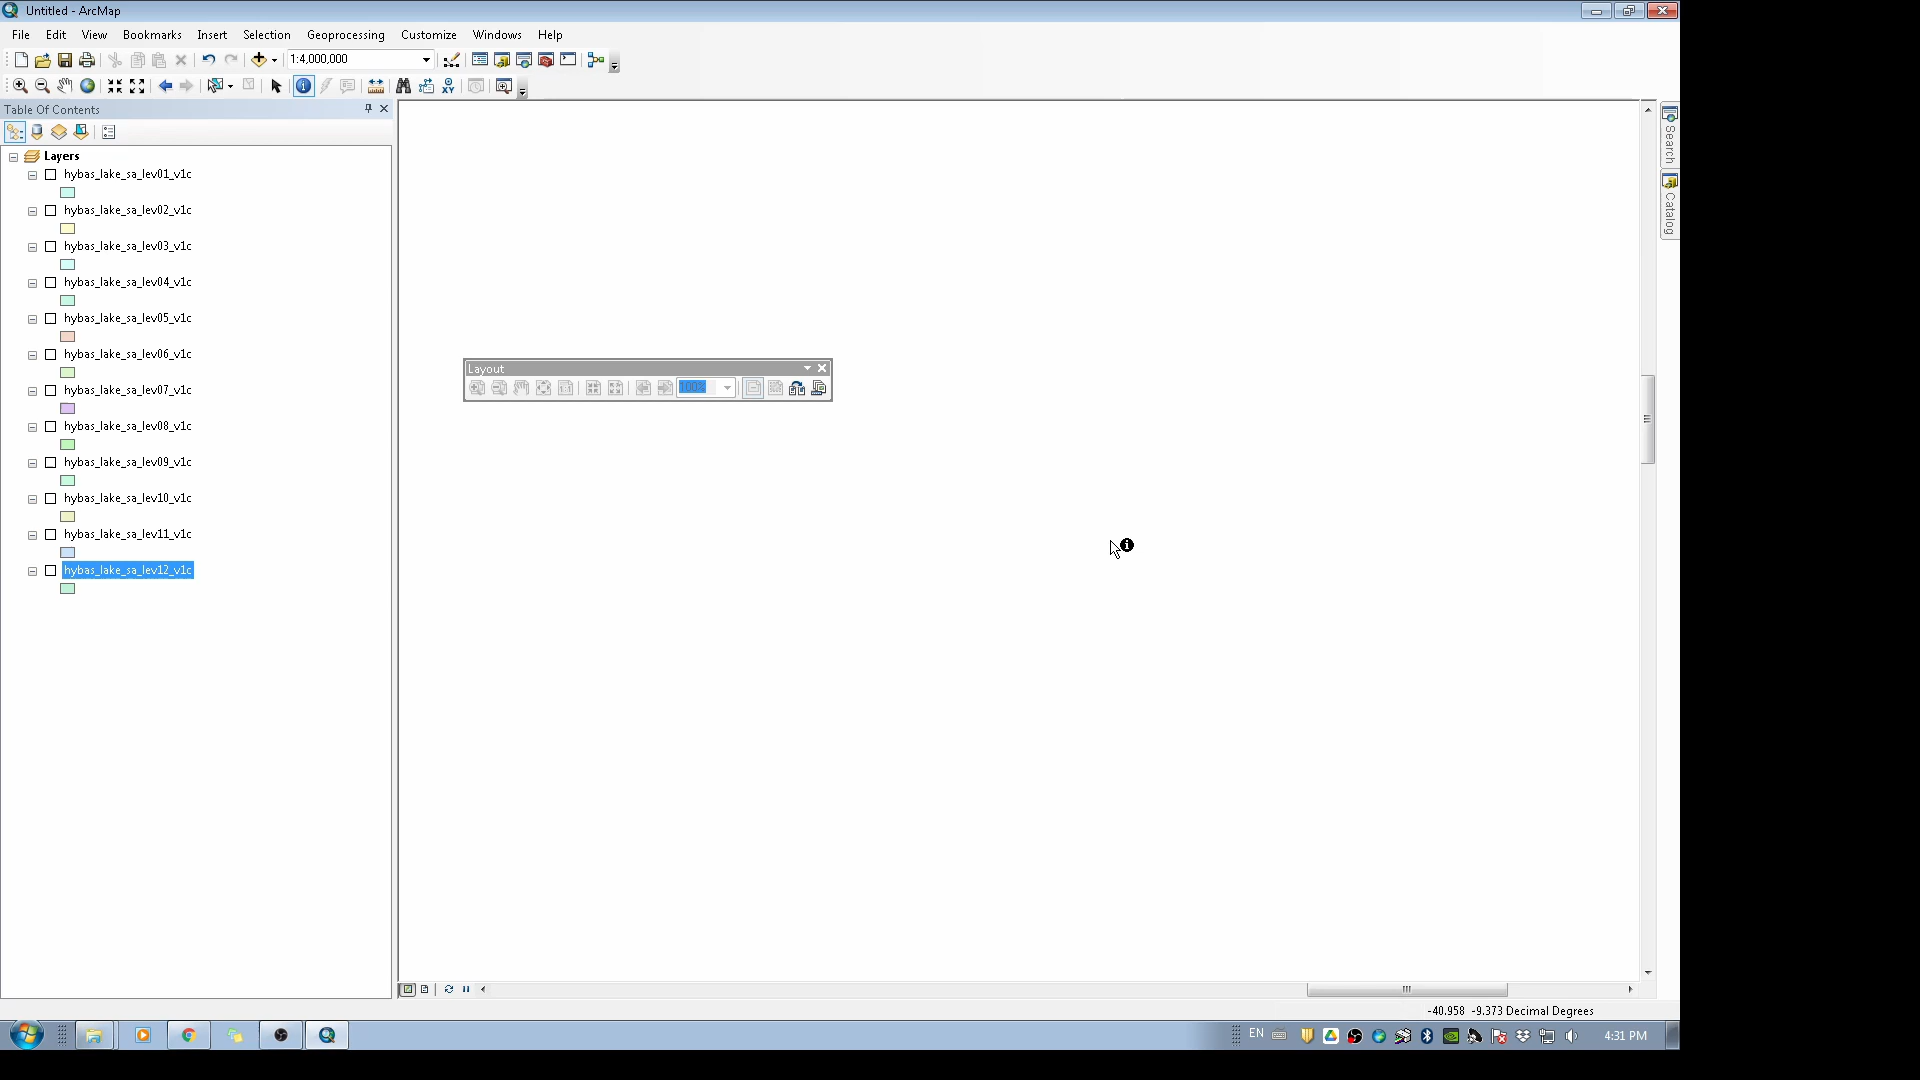 Untitled - ArcMap
File Edit View Bookmarks Insert Selection Geoprocessing Customize Windows Help
1:4,000,000
Table Of Contents
Layers
hybas_lake_sa_lev01_v1c
hybas_lake_sa_lev02_v1c
hybas_lake_sa_lev03_v1c
hybas_lake_sa_lev04_v1c
hybas_lake_sa_lev05_v1c
hybas_lake_sa_lev06_v1c
hybas_lake_sa_lev07_v1c
hybas_lake_sa_lev08_v1c
hybas_lake_sa_lev09_v1c
hybas_lake_sa_lev10_v1c
hybas_lake_sa_lev11_v1c
hybas_lake_sa_lev12_v1c
Layout
100%
Search
Catalog
-40.958 -9.373 Decimal Degrees
EN
4:31 PM